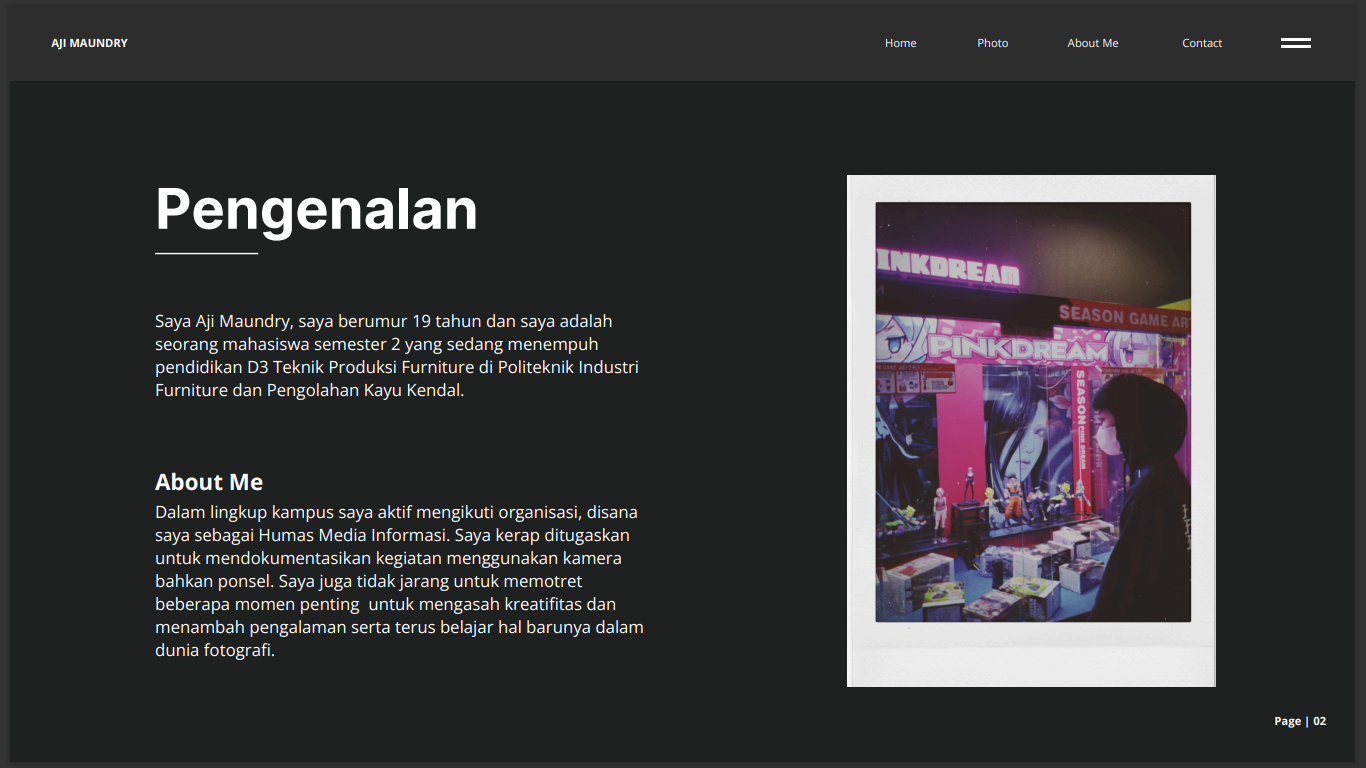 AJI MAUNDRY
Home
Photo
About Me
Contact
Pengenalan
Saya Aji Maundry, saya berumur 19 tahun dan saya adalah
seorang mahasiswa semester 2 yang sedang menempuh
pendidikan D3 Teknik Produksi Furniture di Politeknik Industri
Furniture dan Pengolahan Kayu Kendal.
About Me
Dalam lingkup kampus saya aktif mengikuti organisasi, disana
saya sebagai Humas Media Informasi. Saya kerap ditugaskan
untuk mendokumentasikan kegiatan menggunakan kamera
bahkan ponsel. Saya juga tidak jarang untuk memotret
beberapa momen penting  untuk mengasah kreatifitas dan
menambah pengalaman serta terus belajar hal barunya dalam
dunia fotografi.
INKDREAM
SEASON GAME AR
PINKDREAM
SEASON PINK DREAM
Page | 02